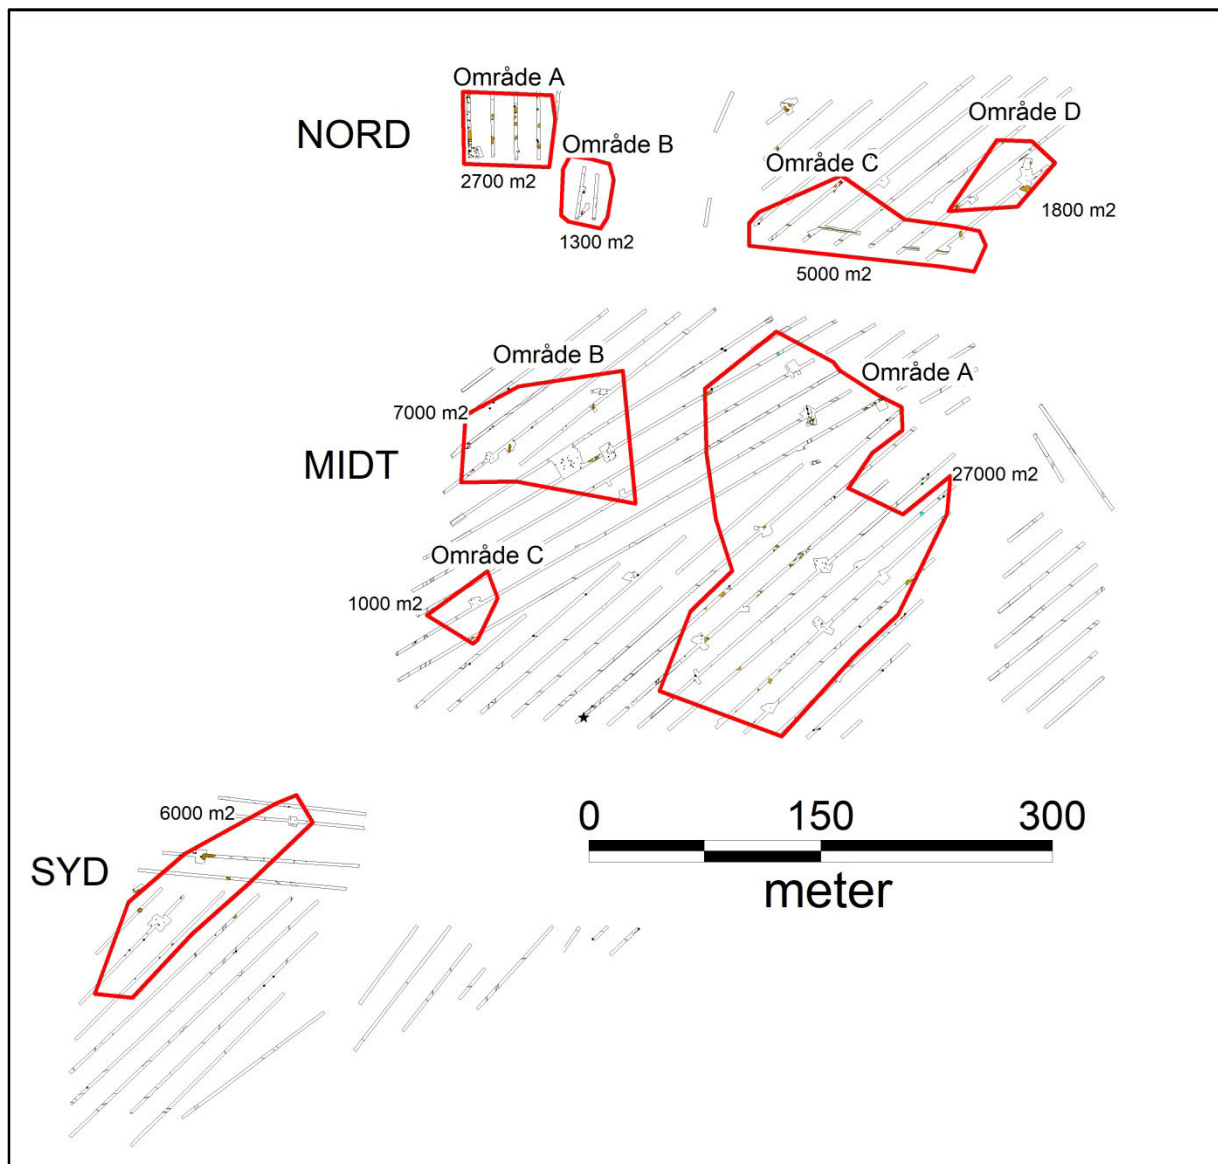 Område A
NORD
2700 m2
Område B
1300 m2
Område C
5000 m2
Område D
1800 m2
Område B
7000 m2
MIDT
Område A
27000 m2
Område C
1000 m2
6000 m2
SYD
0 150 300
meter